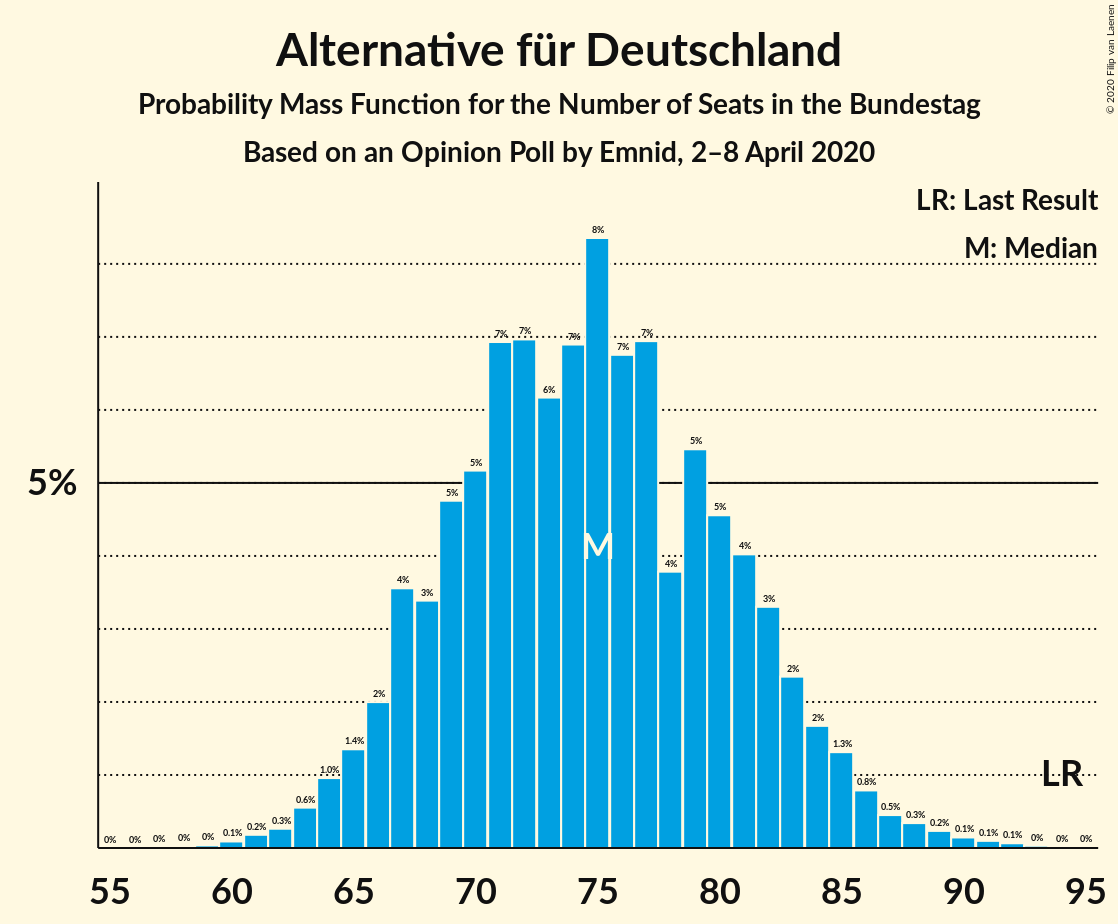 Alternative für Deutschland
Probability Mass Function for the Number of Seats in the Bundestag
Based on an Opinion Poll by Emnid, 2–8 April 2020
© 2020 Filip van Laenen
LR: Last Result
M: Median
5%
0% 0% 0% 0% 0% 0.1% 0.2% 0.3% 0.6% 1.0% 1.4% 2% 4% 3% 5% 5% 7% 7% 6% 7% 8% 7% 7% 4% 5% 5% 4% 3% 2% 2% 1.3% 0.8% 0.5% 0.3% 0.2% 0.1% 0.1% 0.1% 0% 0% 0%
M
LR
55 60 65 70 75 80 85 90 95